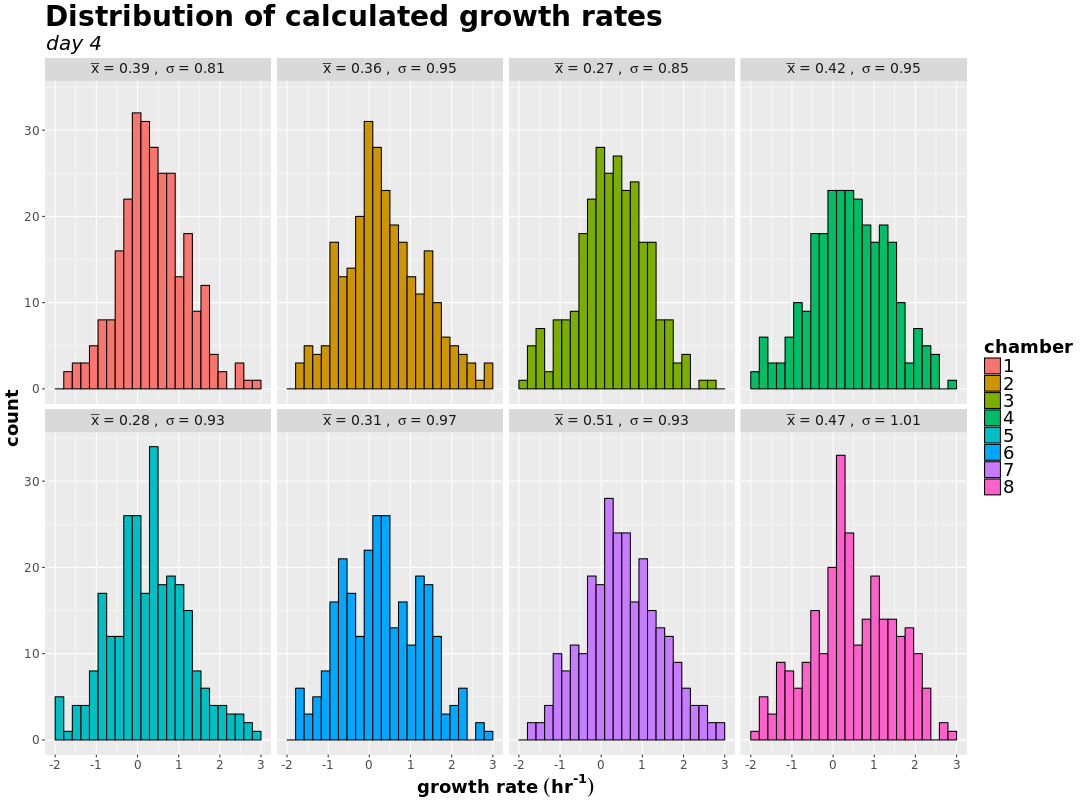 Distribution of calculated growth rates
day 4
x̅ = 0.39 , σ = 0.81
x̅ = 0.36 , σ = 0.95
x̅ = 0.27 , σ = 0.85
x̅ = 0.42 , σ = 0.95
30
20
10
0
x̅ = 0.28 , σ = 0.93
x̅ = 0.31 , σ = 0.97
x̅ = 0.51 , σ = 0.93
x̅ = 0.47 , σ = 1.01
30
20
10
0
-2 -1 0 1 2 3
-2 -1 0 1 2 3
-2 -1 0 1 2 3
-2 -1 0 1 2 3
count
growth rate (hr⁻¹)
chamber
1
2
3
4
5
6
7
8